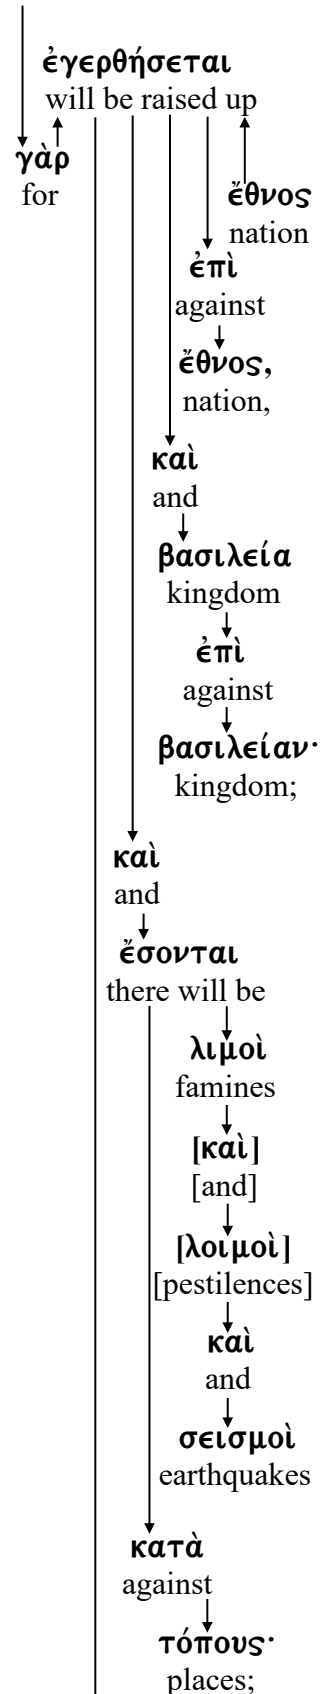 ἐγερθήσεται
will be raised up
γὰρ
for
ἔθνος
nation
ἐπὶ
against
ἔθνος,
nation,
καὶ
and
βασιλεία
kingdom
ἐπὶ
against
βασιλείαν·
kingdom;
καὶ
and
ἔσονται
there will be
λιμοὶ
famines
[καὶ]
[and]
[λοιμοὶ]
[pestilences]
καὶ
and
σεισμοὶ
earthquakes
κατὰ
against
τόπους·
places;